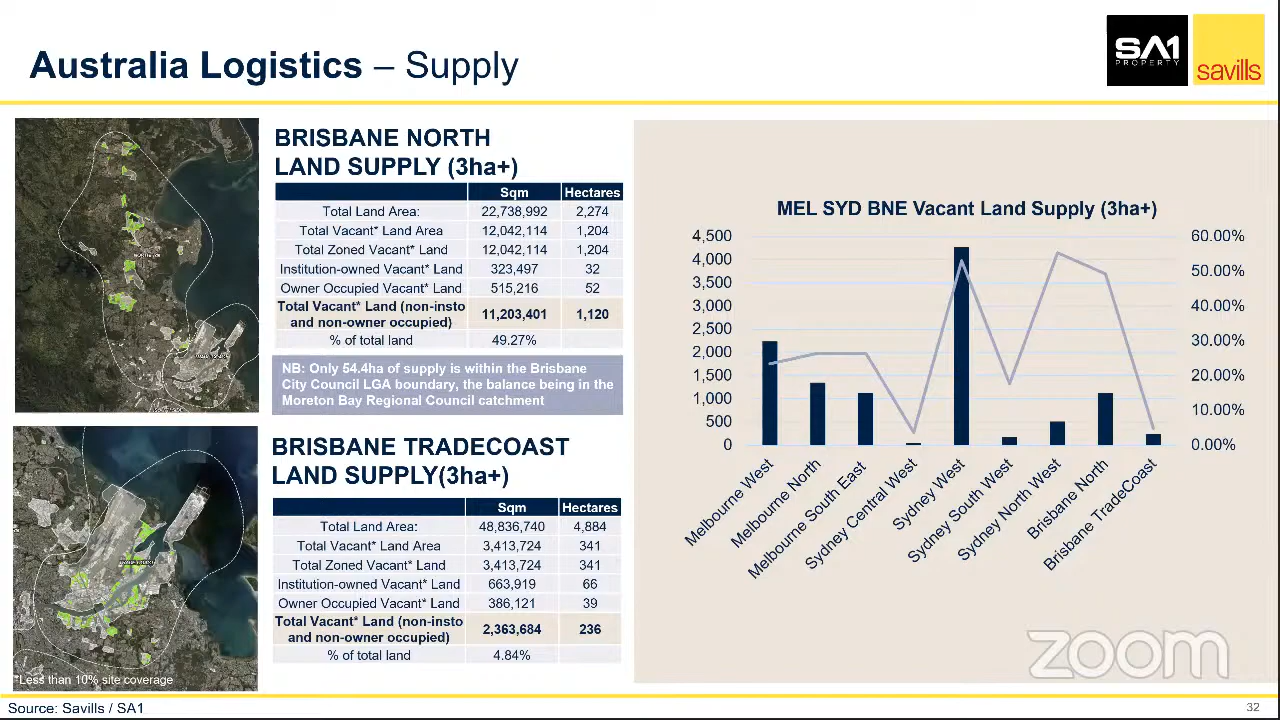 Australia Logistics – Supply
SA1
PROPERTY
savills
BRISBANE NORTH
LAND SUPPLY (3ha+)
Sqm Hectares
Total Land Area: 22,738,992 2,274
Total Vacant* Land Area 12,042,114 1,204
Total Zoned Vacant* Land 12,042,114 1,204
Institution-owned Vacant* Land 323,497 32
Owner Occupied Vacant* Land 515,216 52
Total Vacant* Land (non-insto
and non-owner occupied) 11,203,401 1,120
% of total land 49.27%
NB: Only 54.4ha of supply is within the Brisbane
City Council LGA boundary, the balance being in the
Moreton Bay Regional Council catchment
BRISBANE TRADECOAST
LAND SUPPLY(3ha+)
Sqm Hectares
Total Land Area: 48,836,740 4,884
Total Vacant* Land Area 3,413,724 341
Total Zoned Vacant* Land 3,413,724 341
Institution-owned Vacant* Land 663,919 66
Owner Occupied Vacant* Land 386,121 39
Total Vacant* Land (non-insto
and non-owner occupied) 2,363,684 236
% of total land 4.84%
*Less than 10% site coverage
MEL SYD BNE Vacant Land Supply (3ha+)
4,500
4,000
3,500
3,000
2,500
2,000
1,500
1,000
500
0
60.00%
50.00%
40.00%
30.00%
20.00%
10.00%
0.00%
Melbourne West
Melbourne North
Melbourne South East
Sydney Central West
Sydney West
Sydney South West
Sydney North West
Brisbane North
Brisbane TradeCoast
zoom
Source: Savills / SA1
32